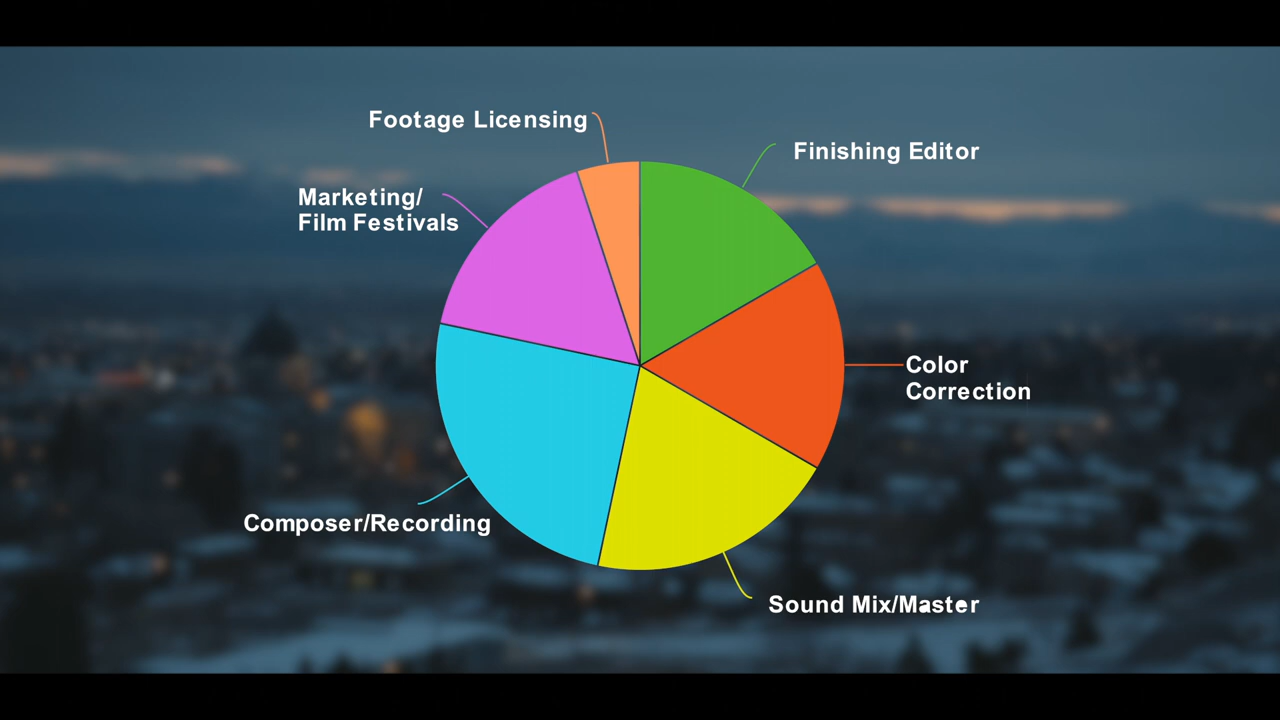 Footage Licensing
Finishing Editor
Marketing/
Film Festivals
Color
Correction
Composer/Recording
Sound Mix/Master